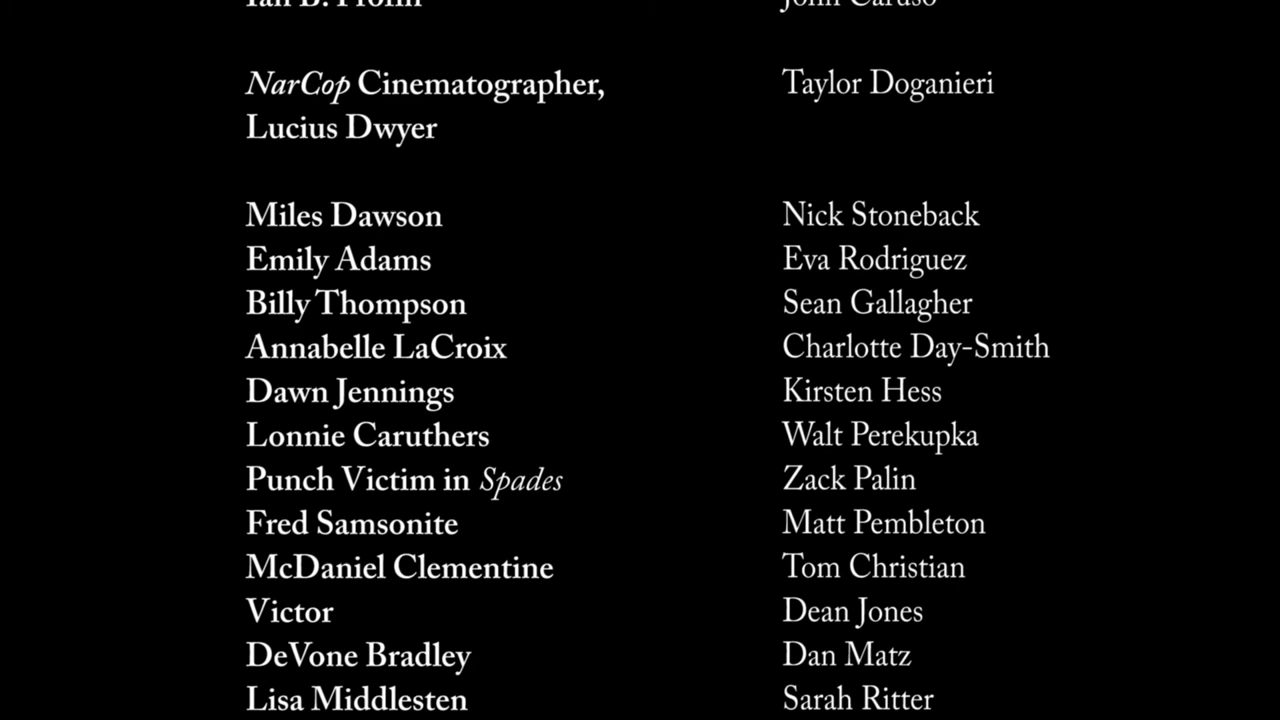 John Caruso
NarCop Cinematographer, Taylor Doganieri
Lucius Dwyer
Miles Dawson Nick Stoneback
Emily Adams Eva Rodriguez
Billy Thompson Sean Gallagher
Annabelle LaCroix Charlotte Day-Smith
Dawn Jennings Kirsten Hess
Lonnie Caruthers Walt Perekupka
Punch Victim in Spades Zack Palin
Fred Samsonite Matt Pembleton
McDaniel Clementine Tom Christian
Victor Dean Jones
DeVone Bradley Dan Matz
Lisa Middlesten Sarah Ritter